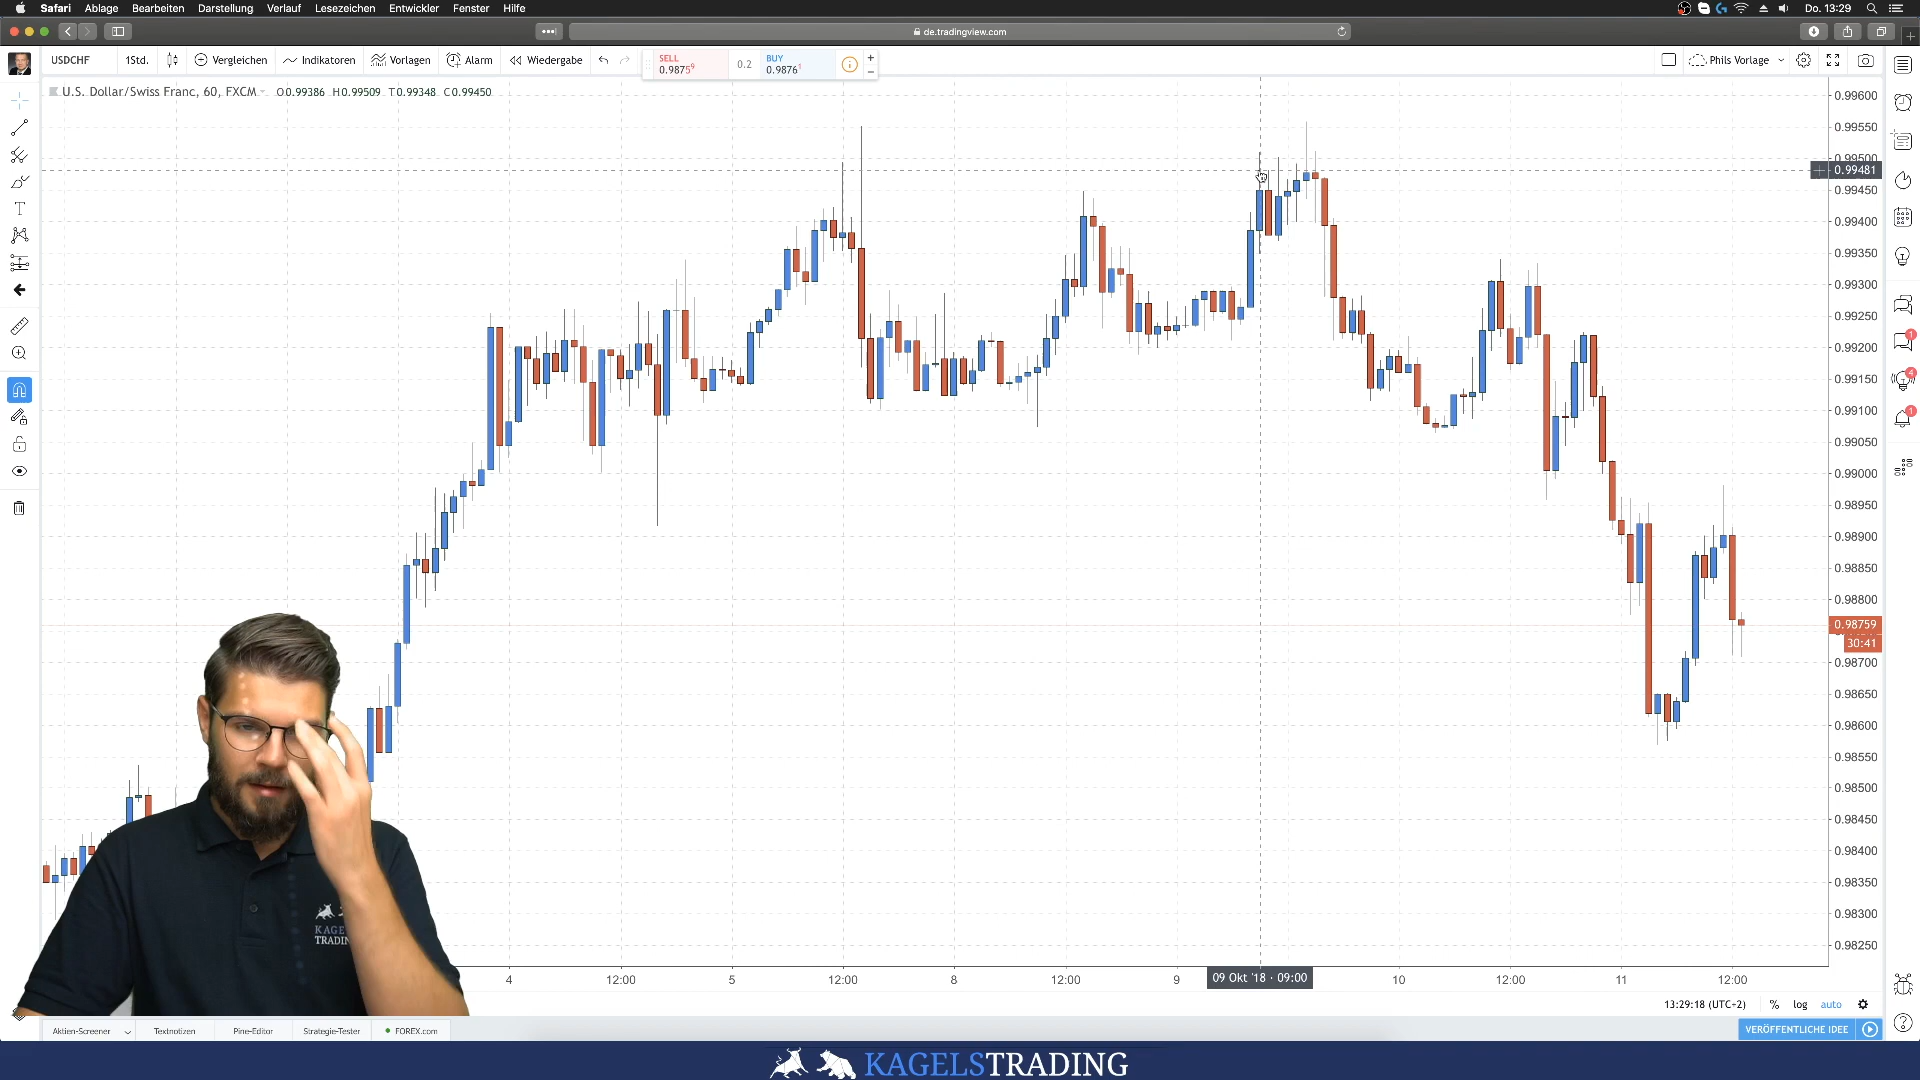 Safari Ablage Bearbeiten Darstellung Verlauf Lesezeichen Entwickler Fenster Hilfe Do. 13:29
de.tradingview.com
USDCHF 1Std. Vergleichen Indikatoren Vorlagen Alarm Wiedergabe
SELL
0.9875⁹
0.2
BUY
0.9876¹
Phils Vorlage
U.S. Dollar/Swiss Franc, 60, FXCM O0.99386 H0.99509 T0.99348 C0.99450
0.99600
0.99550
0.99500
0.99481
0.99450
0.99400
0.99350
0.99300
0.99250
0.99200
0.99150
0.99100
0.99050
0.99000
0.98950
0.98900
0.98850
0.98800
0.98759
30:41
0.98700
0.98650
0.98600
0.98550
0.98500
0.98450
0.98400
0.98350
0.98300
0.98250
1
4
1
KAGELS
TRADING
4 12:00 5 12:00 8 12:00 9 09 Okt '18 · 09:00 10 12:00 11 12:00
13:29:18 (UTC+2) % log auto
Aktien-Screener Textnotizen Pine-Editor Strategie-Tester FOREX.com VERÖFFENTLICHE IDEE
KAGELSTRADING